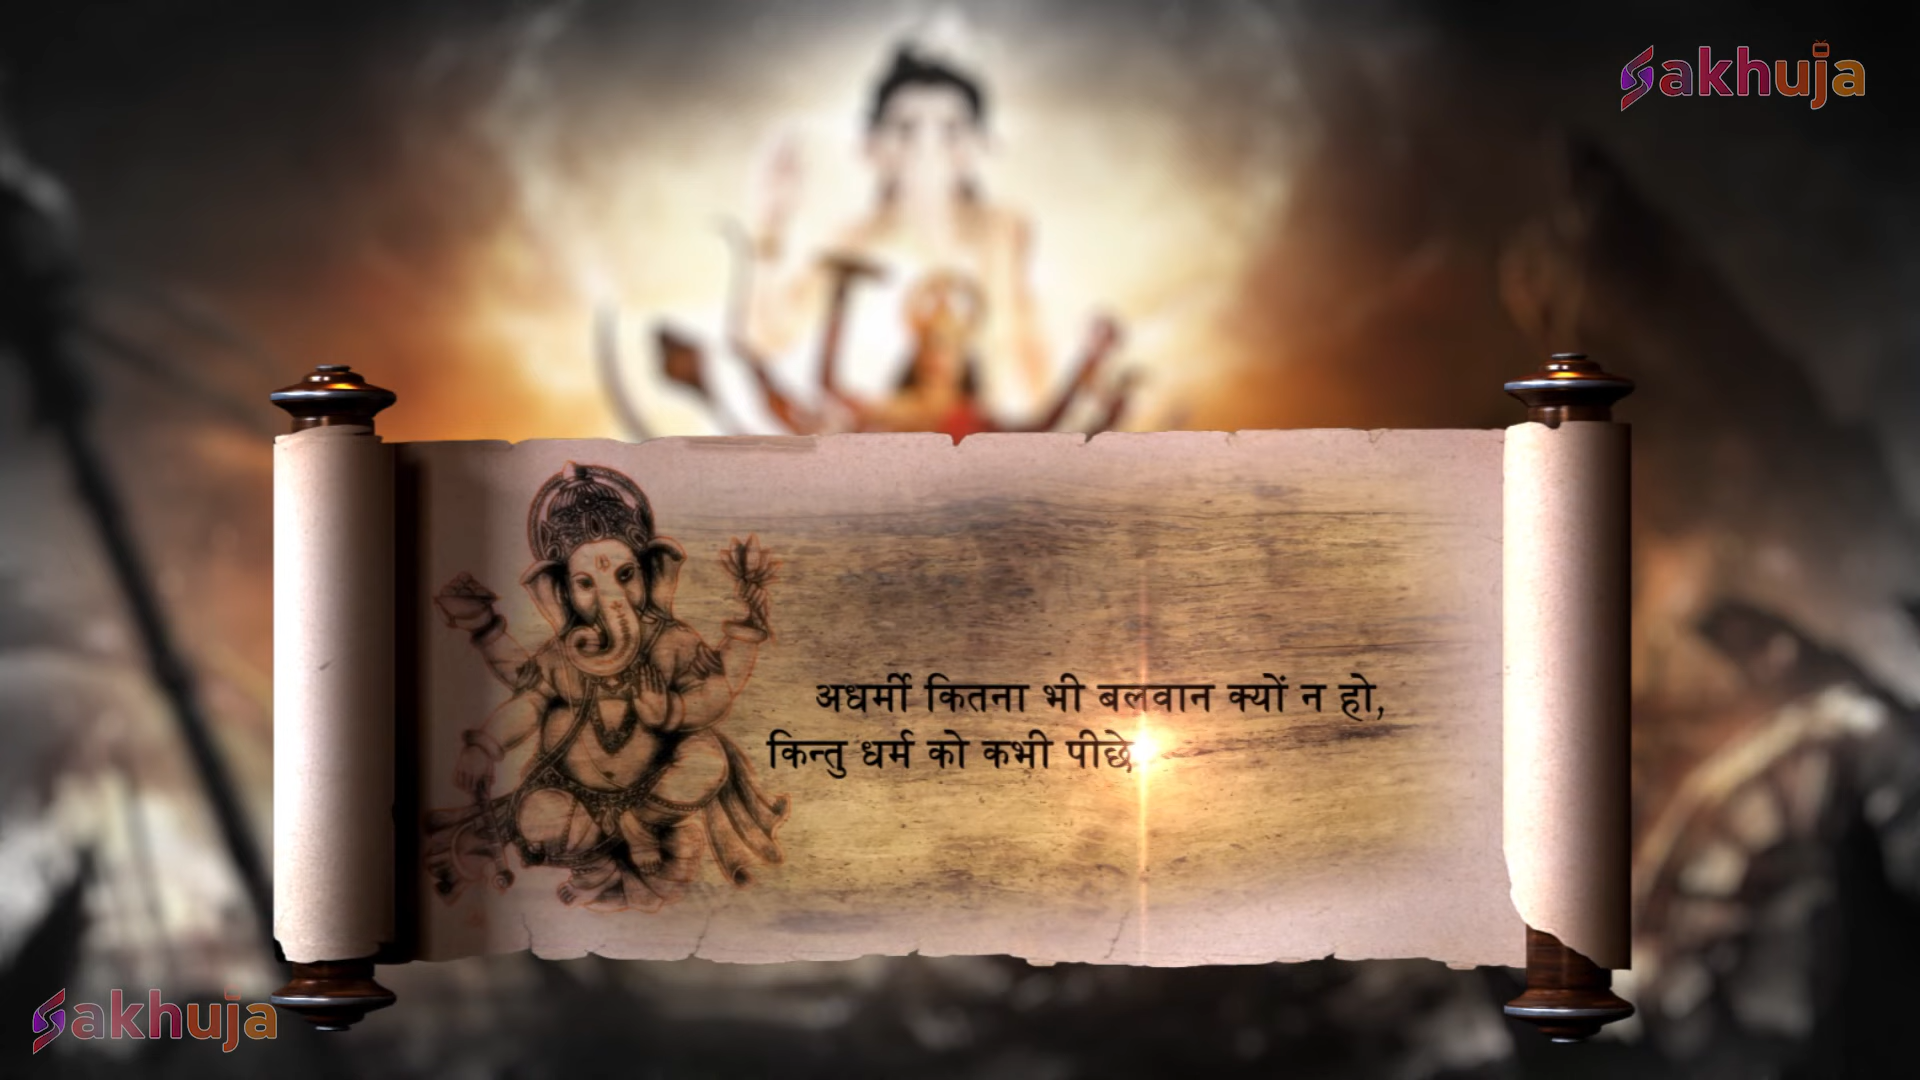 Sakhuja
अधर्मी कितना भी बलवान क्यों न हो,
किन्तु धर्म को कभी पीछे
Sakhuja